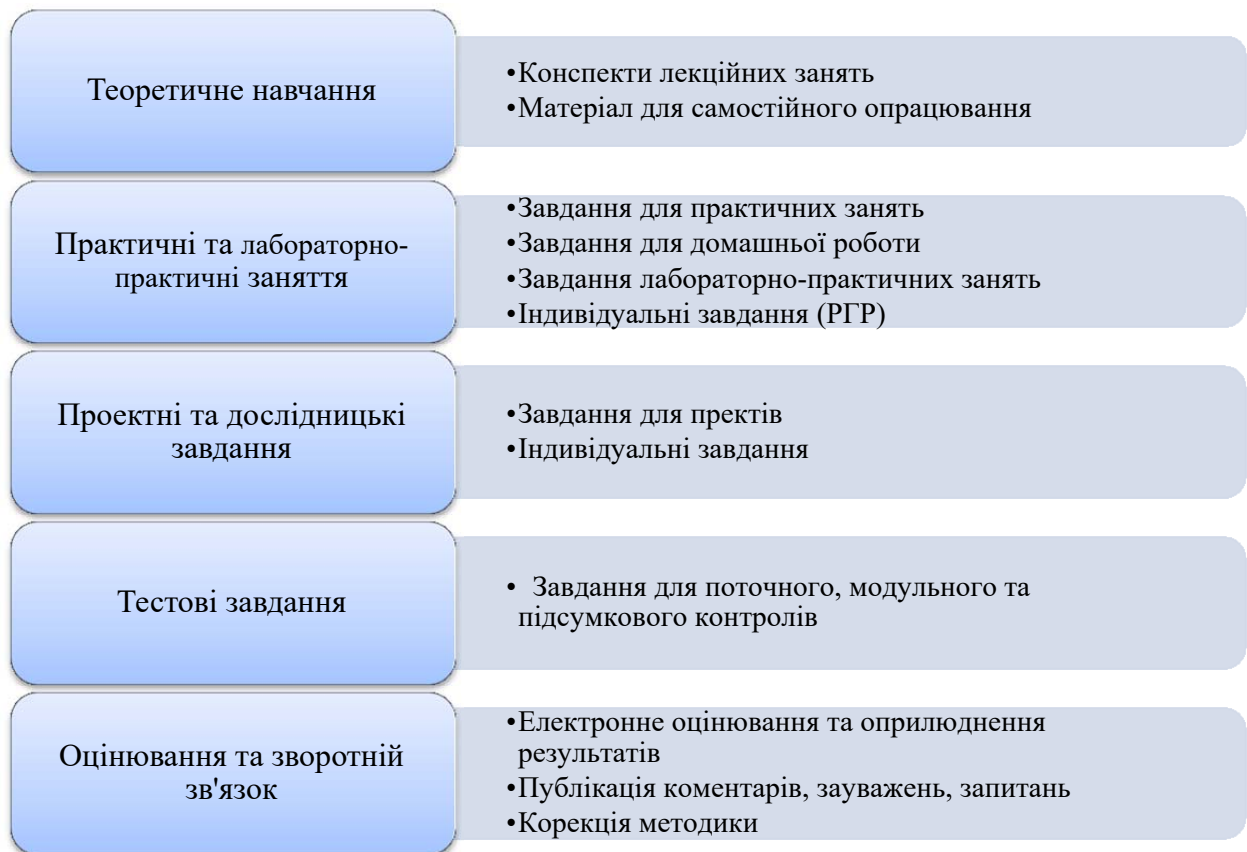 Теоретичне навчання
•Конспекти лекційних занять
•Матеріал для самостійного опрацювання
Практичні та лабораторно-
практичні заняття
•Завдання для практичних занять
•Завдання для домашньої роботи
•Завдання лабораторно-практичних занять
•Індивідуальні завдання (РГР)
Проектні та дослідницькі
завдання
•Завдання для пректів
•Індивідуальні завдання
Тестові завдання
• Завдання для поточного, модульного та
підсумкового контролів
Оцінювання та зворотній
зв'язок
•Електронне оцінювання та оприлюднення
результатів
•Публікація коментарів, зауважень, запитань
•Корекція методики